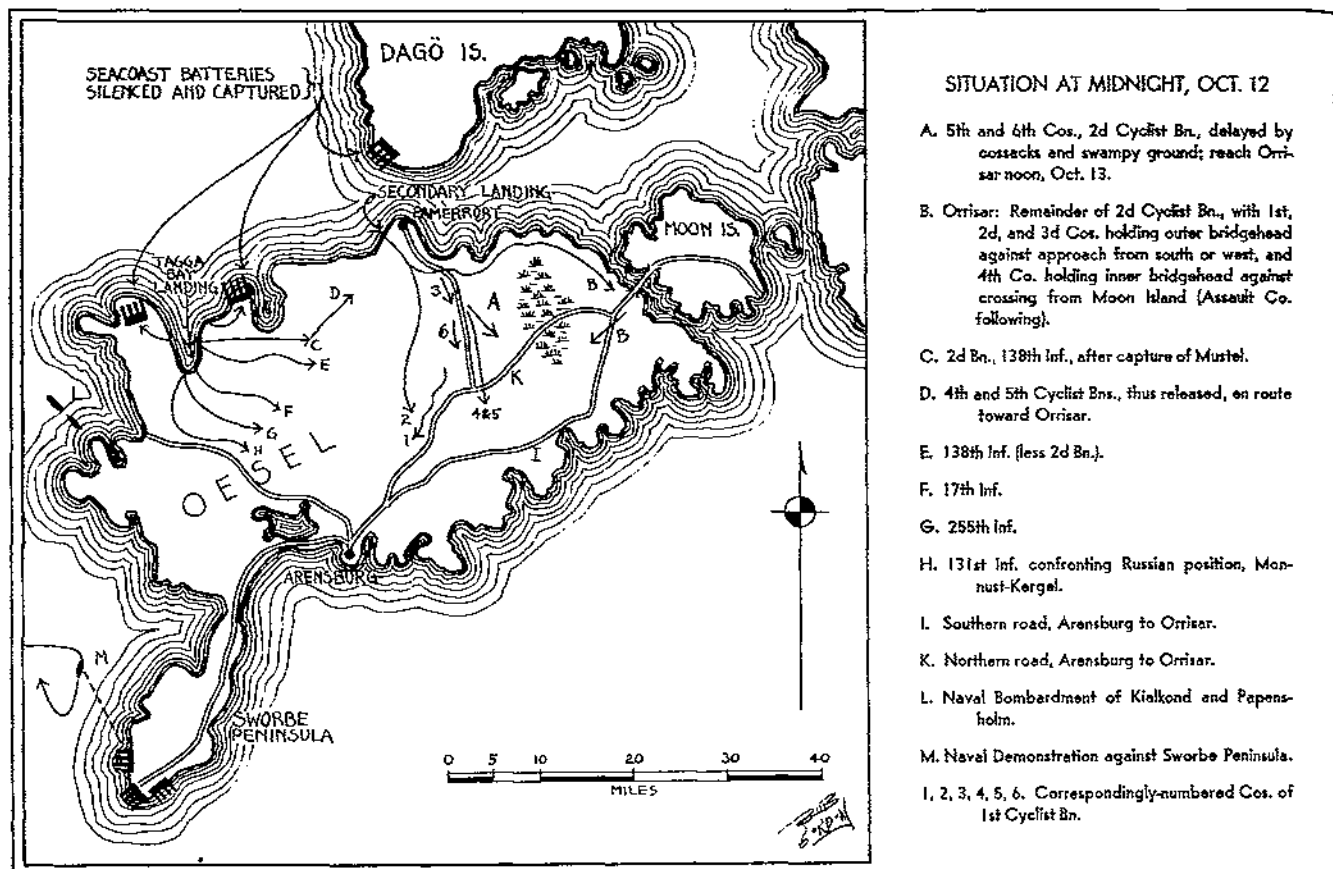 DAGÖ IS.
SEACOAST BATTERIES
SILENCED AND CAPTURED
SECONDARY LANDING
PAMERRORT
MOON IS.
TAGGA
BAY
LANDING
D
3
A
B
C
6
B
E
K
F
2
4&5
L
G
1
H
I
OESEL
ARENSBURG
M
SWORBE
PENINSULA
0 5 10 20 30 40
MILES
SITUATION AT MIDNIGHT, OCT. 12
A. 5th and 6th Cos., 2d Cyclist Bn., delayed by
cossacks and swampy ground; reach Orri-
sar noon, Oct. 13.
B. Orrisar: Remainder of 2d Cyclist Bn., with 1st,
2d, and 3d Cos. holding outer bridgehead
against approach from south or west, and
4th Co. holding inner bridgehead against
crossing from Moon Island (Assault Co.
following).
C. 2d Bn., 138th Inf., after capture of Mustel.
D. 4th and 5th Cyclist Bns., thus released, en route
toward Orrisar.
E. 138th Inf. (less 2d Bn.).
F. 17th Inf.
G. 255th Inf.
H. 131st Inf. confronting Russian position, Mon-
nust-Kergel.
I. Southern road, Arensburg to Orrisar.
K. Northern road, Arensburg to Orrisar.
L. Naval Bombardment of Kialkond and Papens-
holm.
M. Naval Demonstration against Sworbe Peninsula.
1, 2, 3, 4, 5, 6. Correspondingly-numbered Cos. of
1st Cyclist Bn.